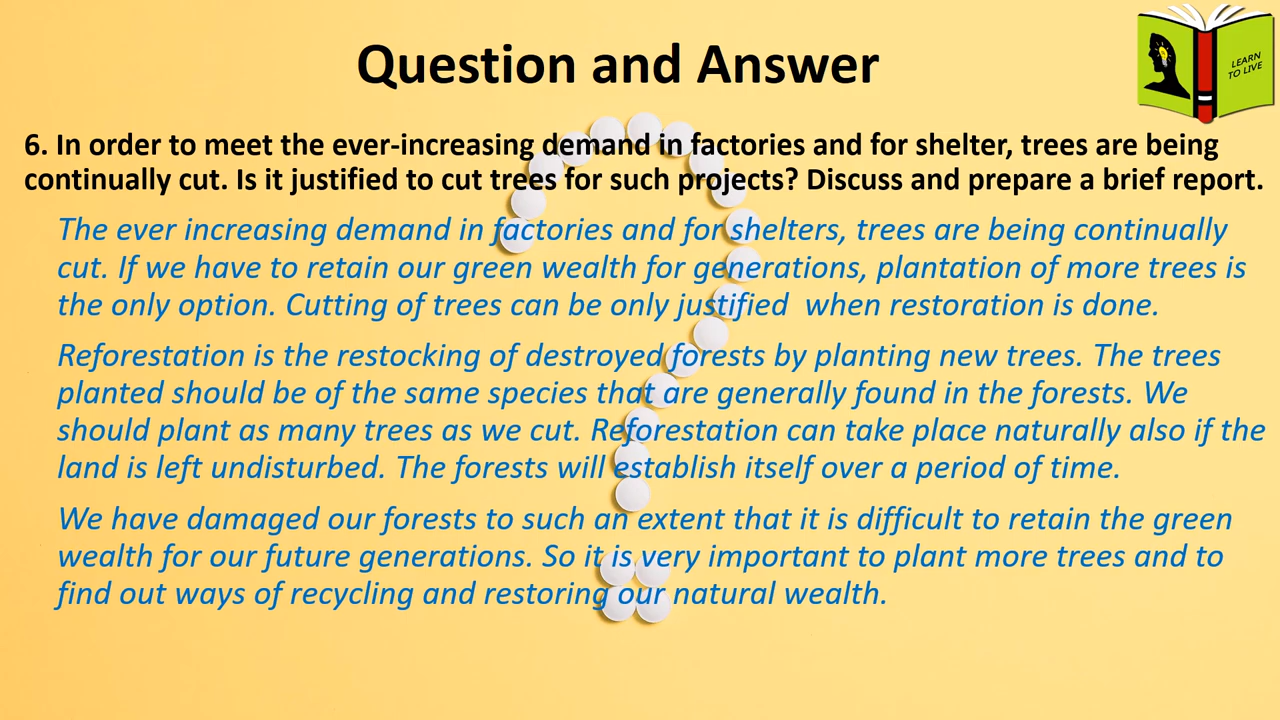 Question and Answer
LEARN
TO LIVE
6. In order to meet the ever-increasing demand in factories and for shelter, trees are being
continually cut. Is it justified to cut trees for such projects? Discuss and prepare a brief report.
The ever increasing demand in factories and for shelters, trees are being continually
cut. If we have to retain our green wealth for generations, plantation of more trees is
the only option. Cutting of trees can be only justified  when restoration is done.
Reforestation is the restocking of destroyed forests by planting new trees. The trees
planted should be of the same species that are generally found in the forests. We
should plant as many trees as we cut. Reforestation can take place naturally also if the
land is left undisturbed. The forests will establish itself over a period of time.
We have damaged our forests to such an extent that it is difficult to retain the green
wealth for our future generations. So it is very important to plant more trees and to
find out ways of recycling and restoring our natural wealth.